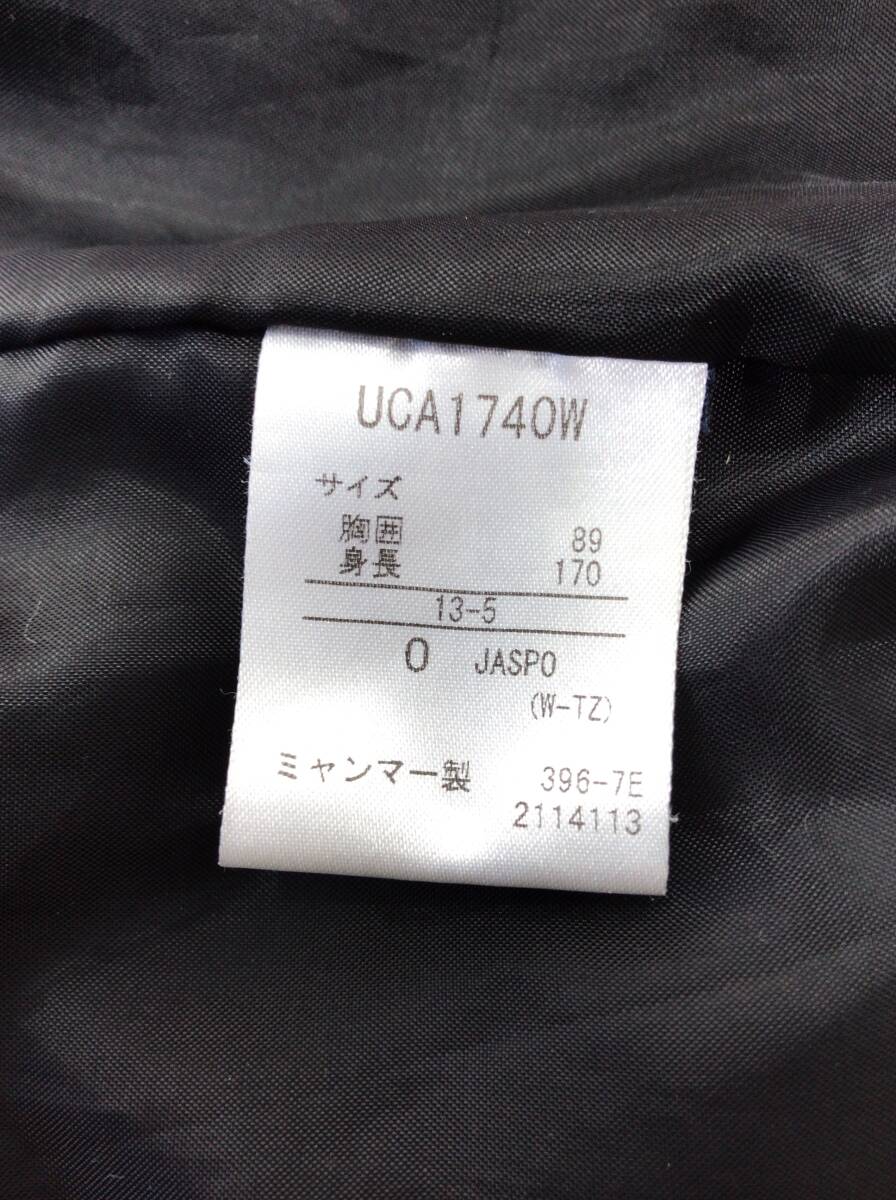 UCA1740W
サイズ
胸囲 89
身長 170
13-5
O JASPO
(W-TZ)
ミャンマー製 396-7E
2114113